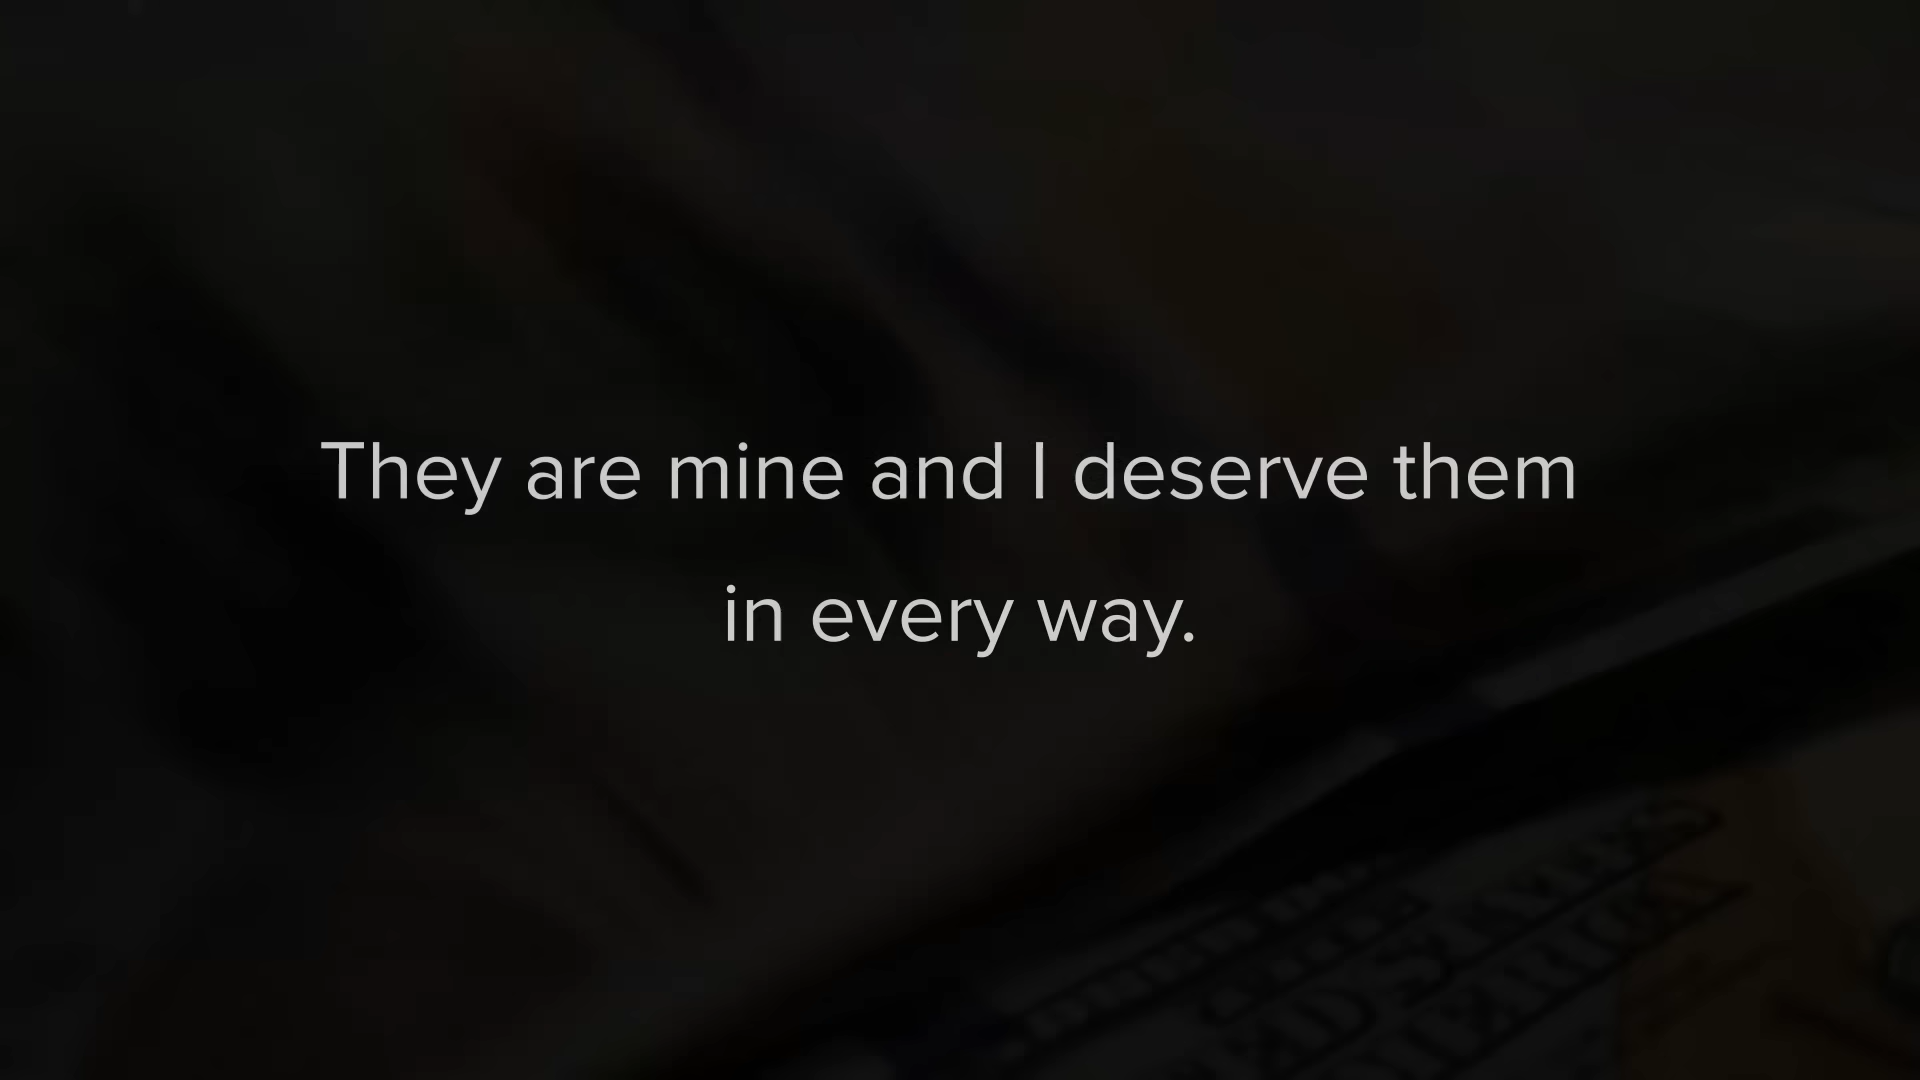 They are mine and I deserve them
in every way.